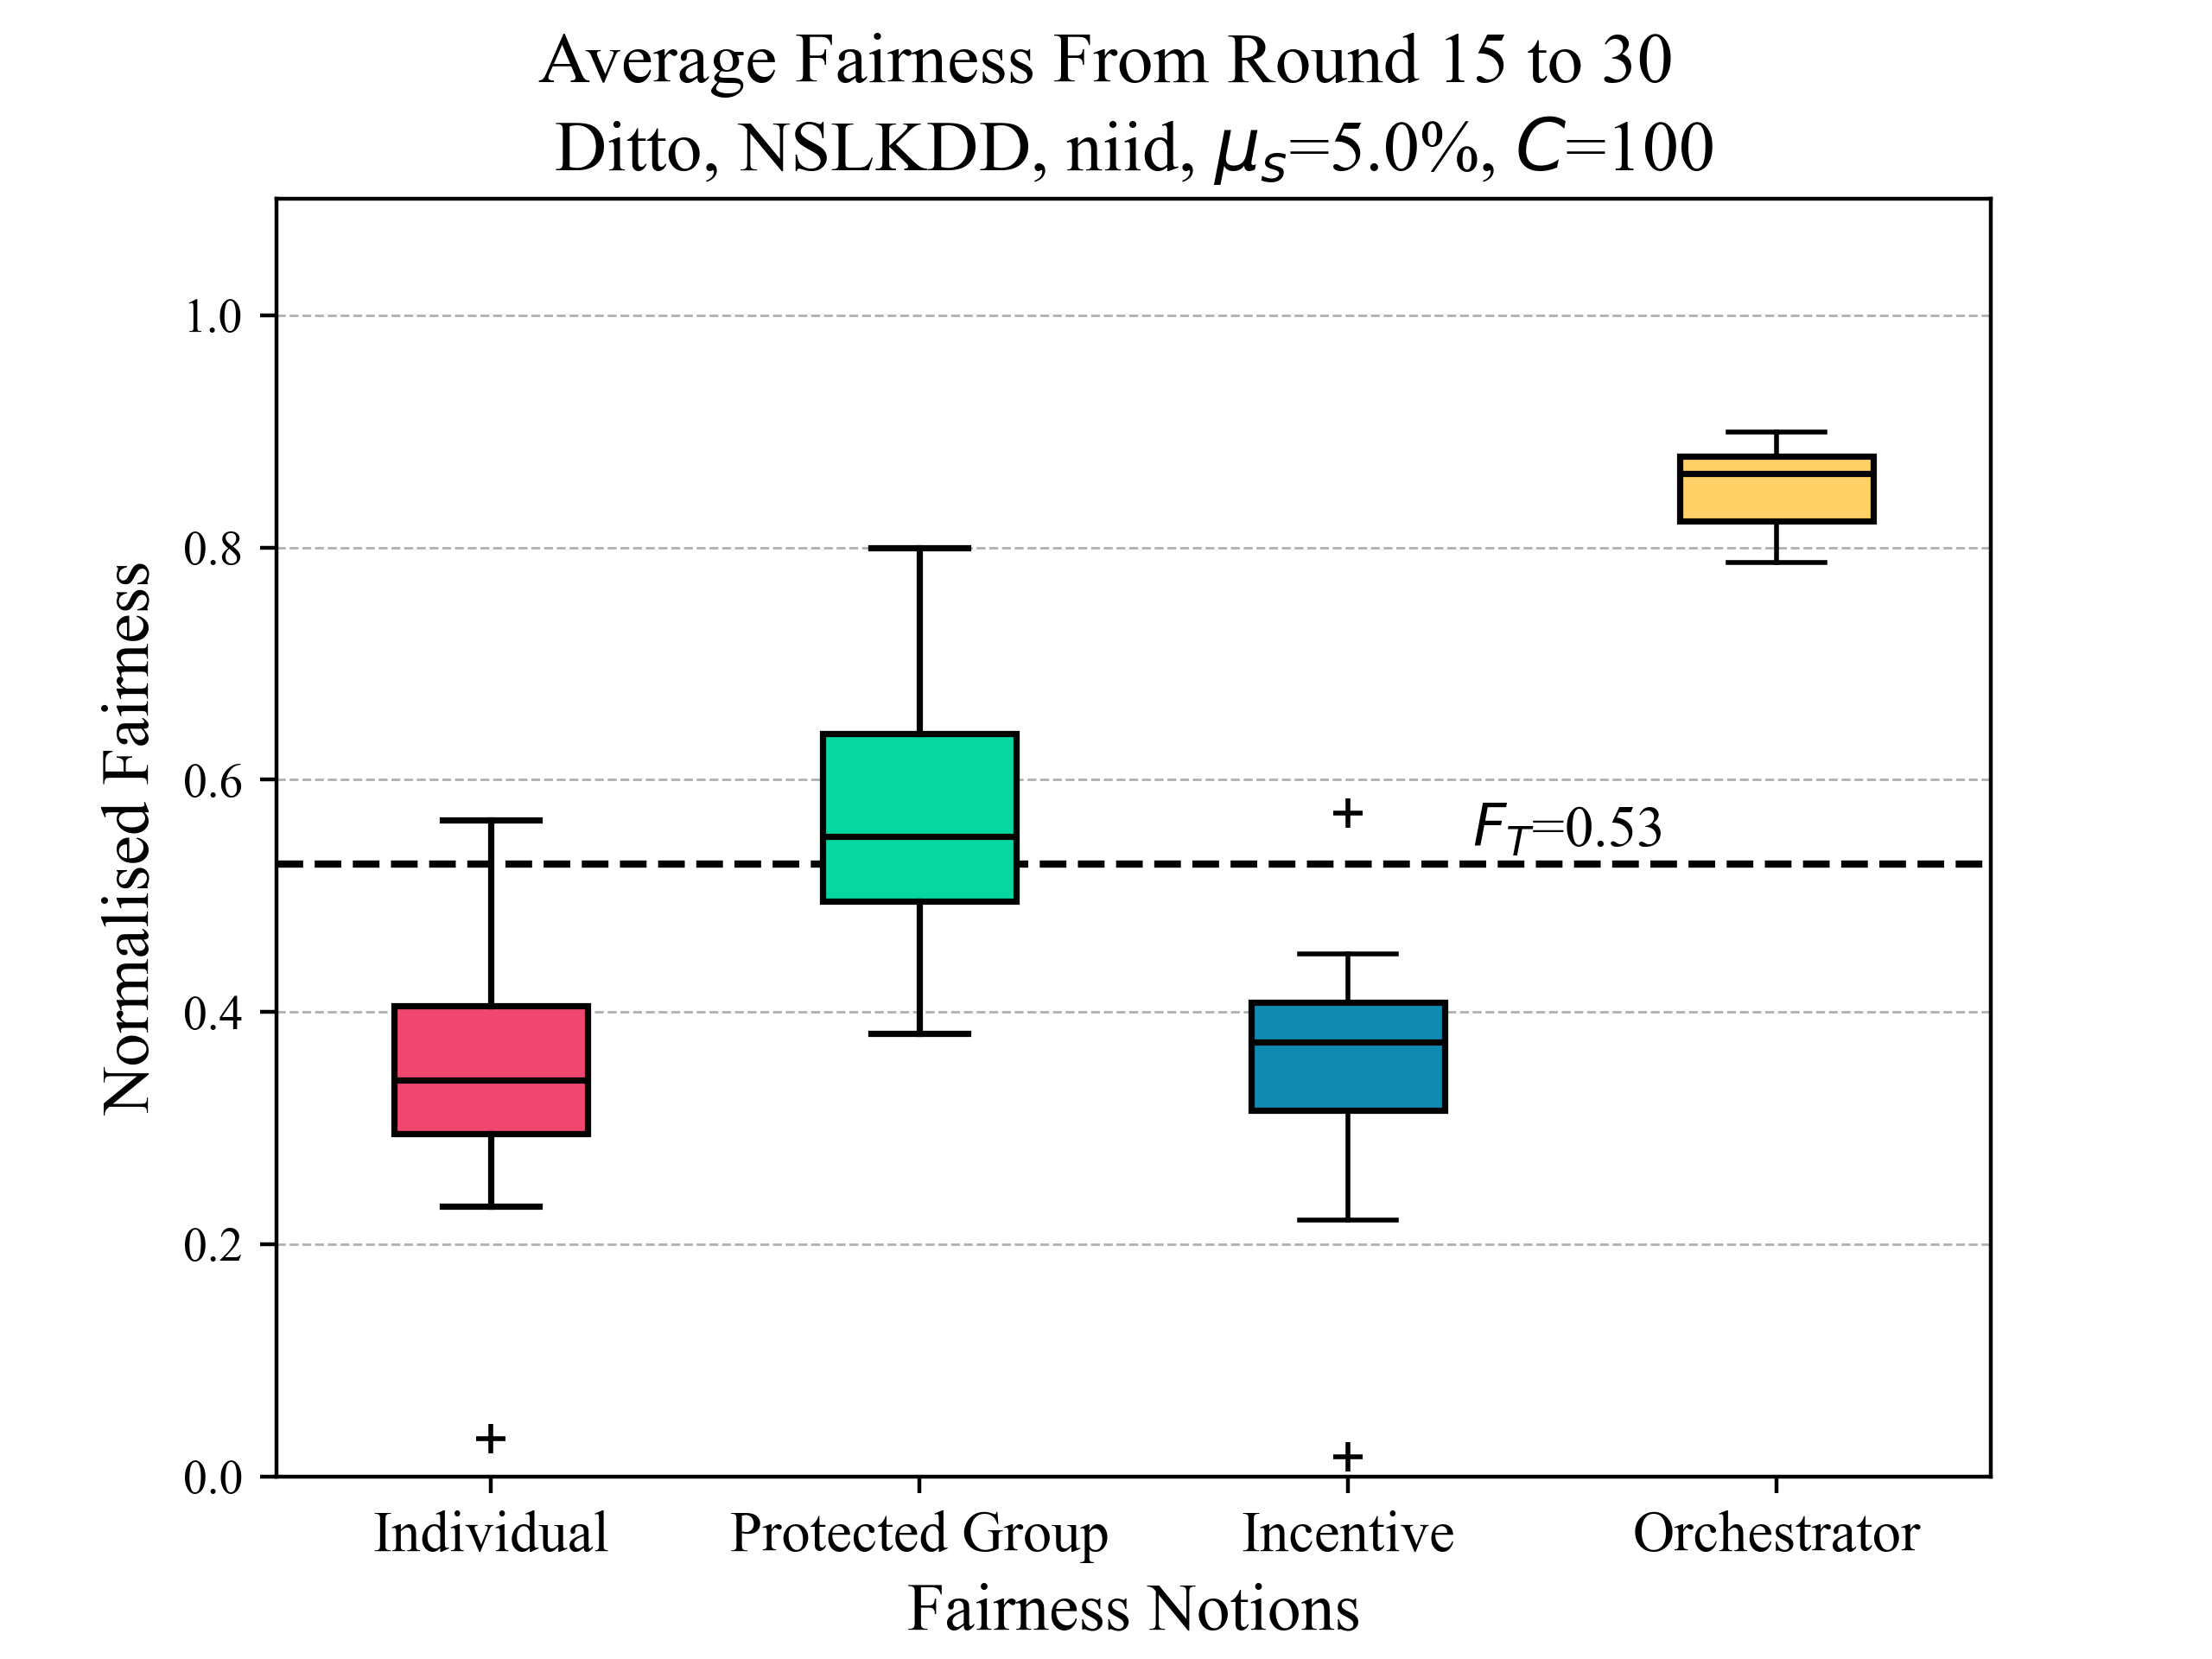 Average Fairness From Round 15 to 30
Ditto, NSLKDD, niid, μs=5.0%, C=100
Normalised Fairness
1.0
0.8
0.6
0.4
0.2
0.0
FT=0.53
Individual
Protected Group
Incentive
Orchestrator
Fairness Notions